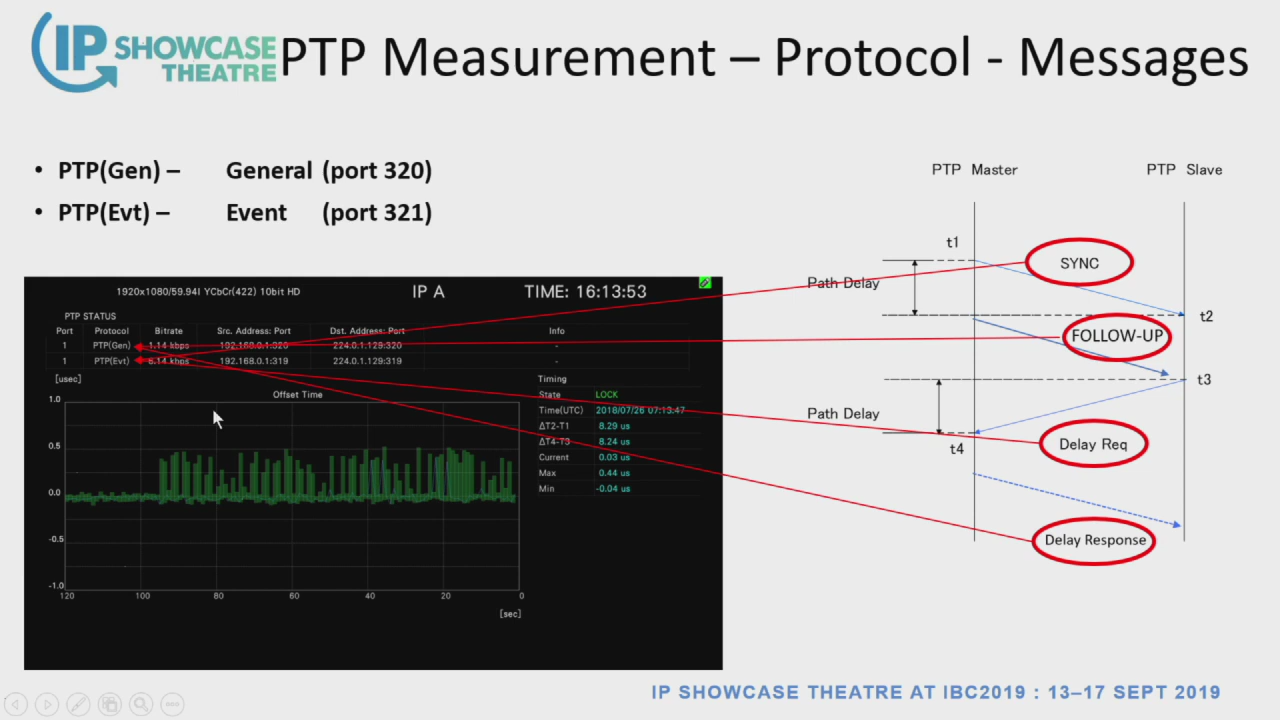 IP SHOWCASE THEATRE
PTP Measurement – Protocol - Messages
• PTP(Gen) – General (port 320)
• PTP(Evt) – Event (port 321)
1920x1080/59.94I YCbCr(422) 10bit HD IP A TIME: 16:13:53
PTP STATUS
Port Protocol Bitrate Src. Address: Port Dst. Address: Port Info
1 PTP(Gen) 1.14 kbps 192.168.0.1:320 224.0.1.129:320 -
1 PTP(Evt) 6.14 kbps 192.168.0.1:319 224.0.1.129:319 -
[usec]
Offset Time
1.0
0.5
0.0
-0.5
-1.0
120 100 80 60 40 20 0
[sec]
Timing
State LOCK
Time(UTC) 2018/07/26 07:13:47
ΔT2-T1 8.29 us
ΔT4-T3 8.24 us
Current 0.03 us
Max 0.44 us
Min -0.04 us
PTP Master PTP Slave
t1
SYNC
Path Delay
t2
FOLLOW-UP
t3
Path Delay
Delay Req
t4
Delay Response
IP SHOWCASE THEATRE AT IBC2019 : 13–17 SEPT 2019